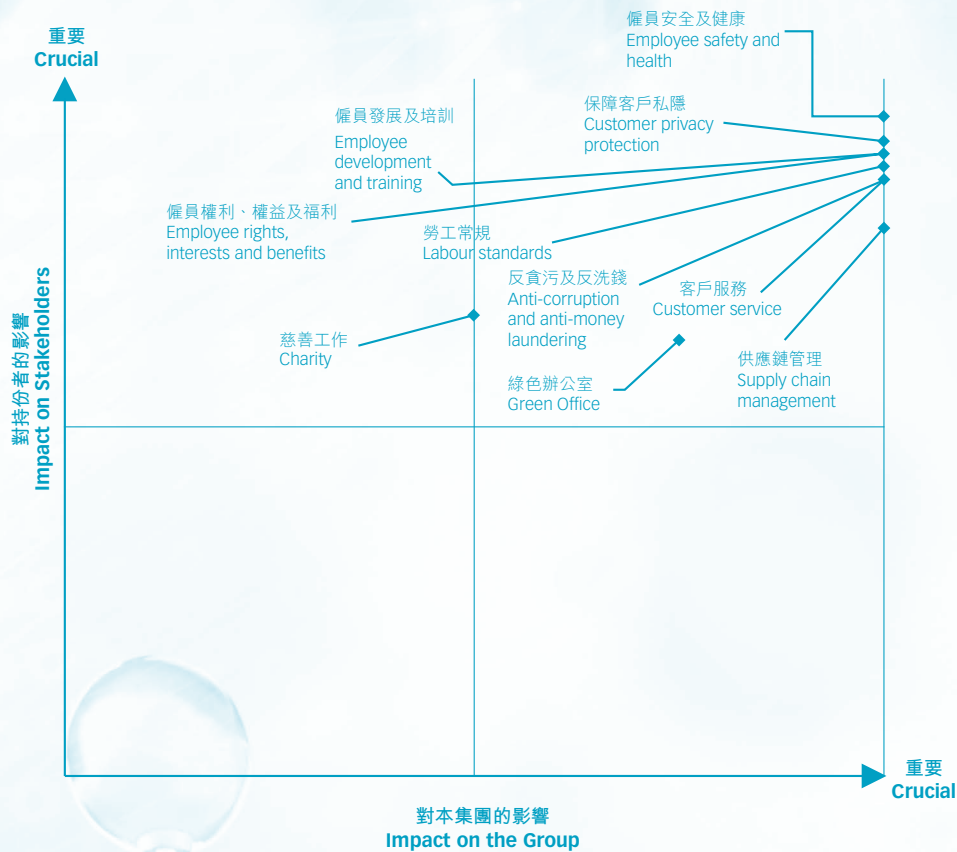 重要
Crucial
僱員安全及健康
Employee safety and
health
保障客戶私隱
Customer privacy
protection
僱員發展及培訓
Employee
development
and training
僱員權利、權益及福利
Employee rights,
interests and benefits
勞工常規
Labour standards
反貪污及反洗錢
Anti-corruption
and anti-money
laundering
客戶服務
Customer service
慈善工作
Charity
綠色辦公室
Green Office
供應鏈管理
Supply chain
management
對持份者的影響
Impact on Stakeholders
重要
Crucial
對本集團的影響
Impact on the Group